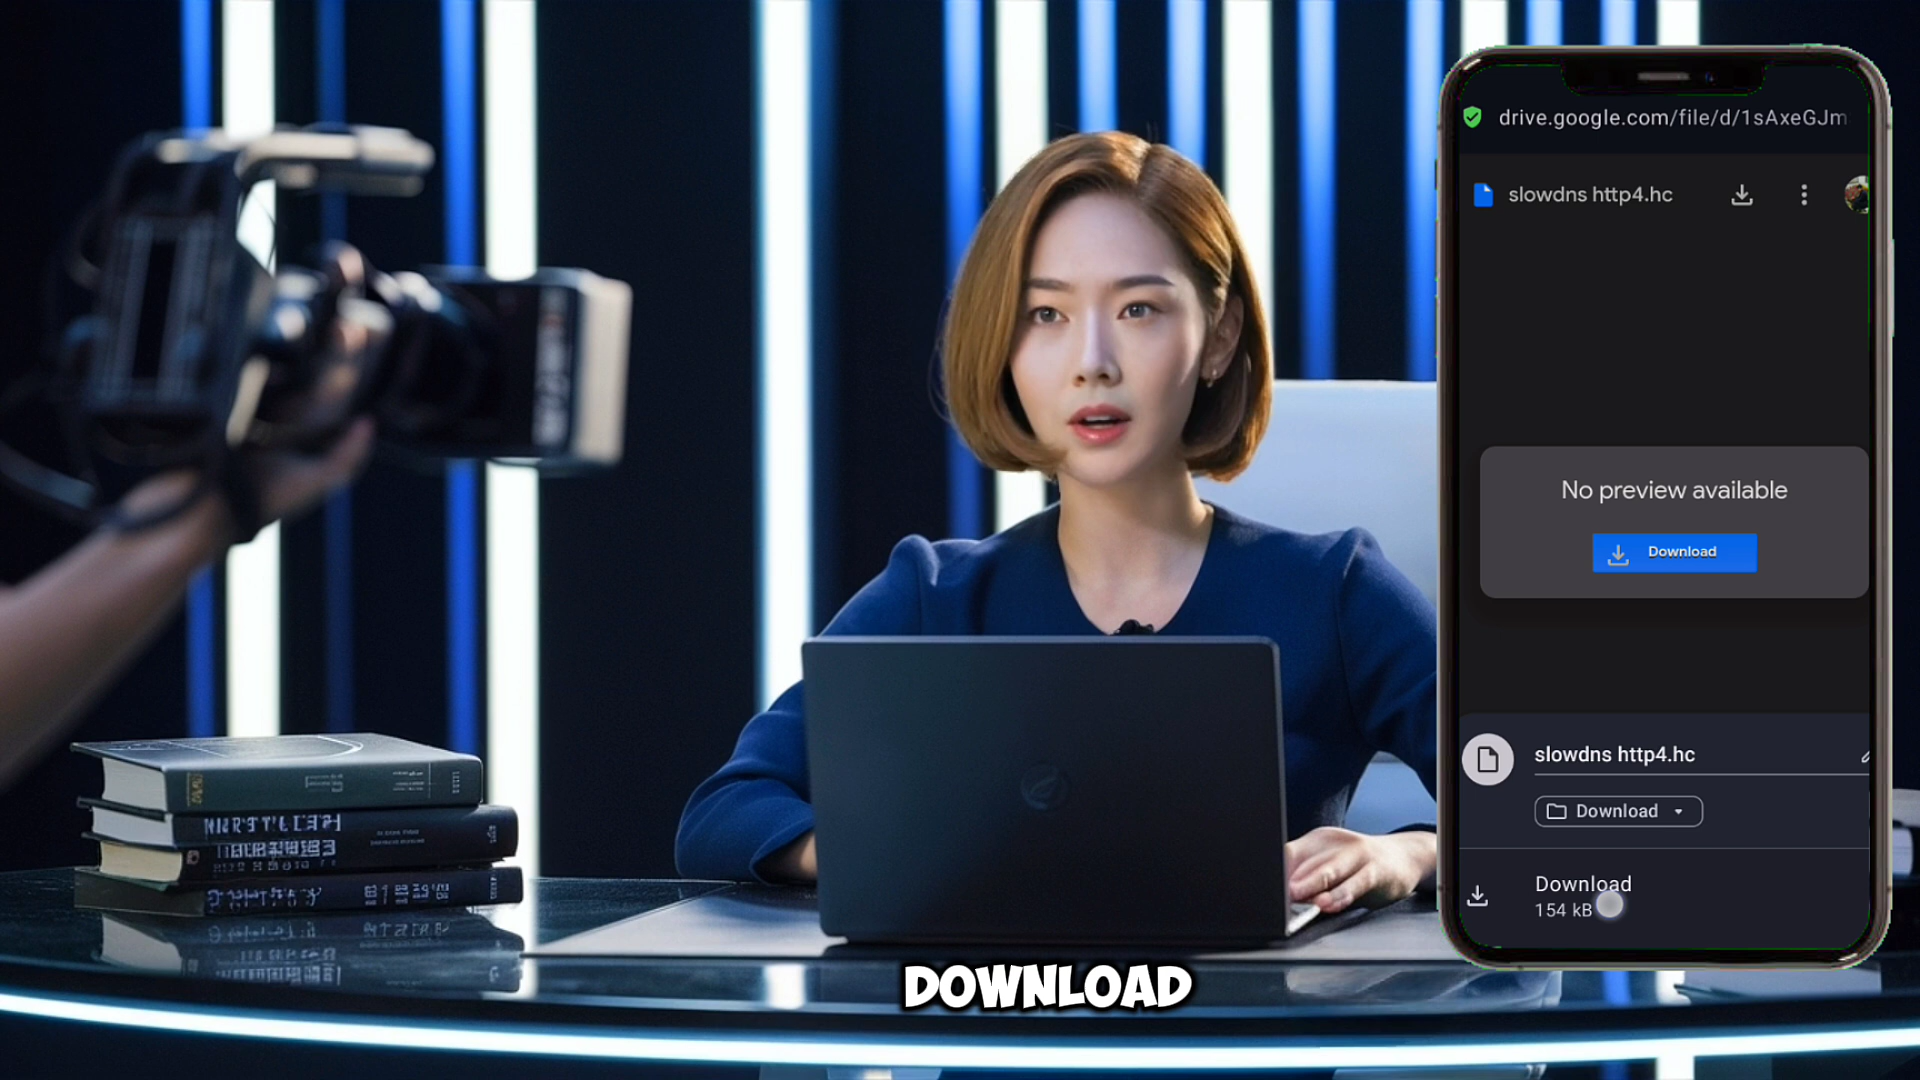 drive.google.com/file/d/1sAxeGJm
slowdns http4.hc
No preview available
Download
slowdns http4.hc
Download
Download
154 kB
DOWNLOAD